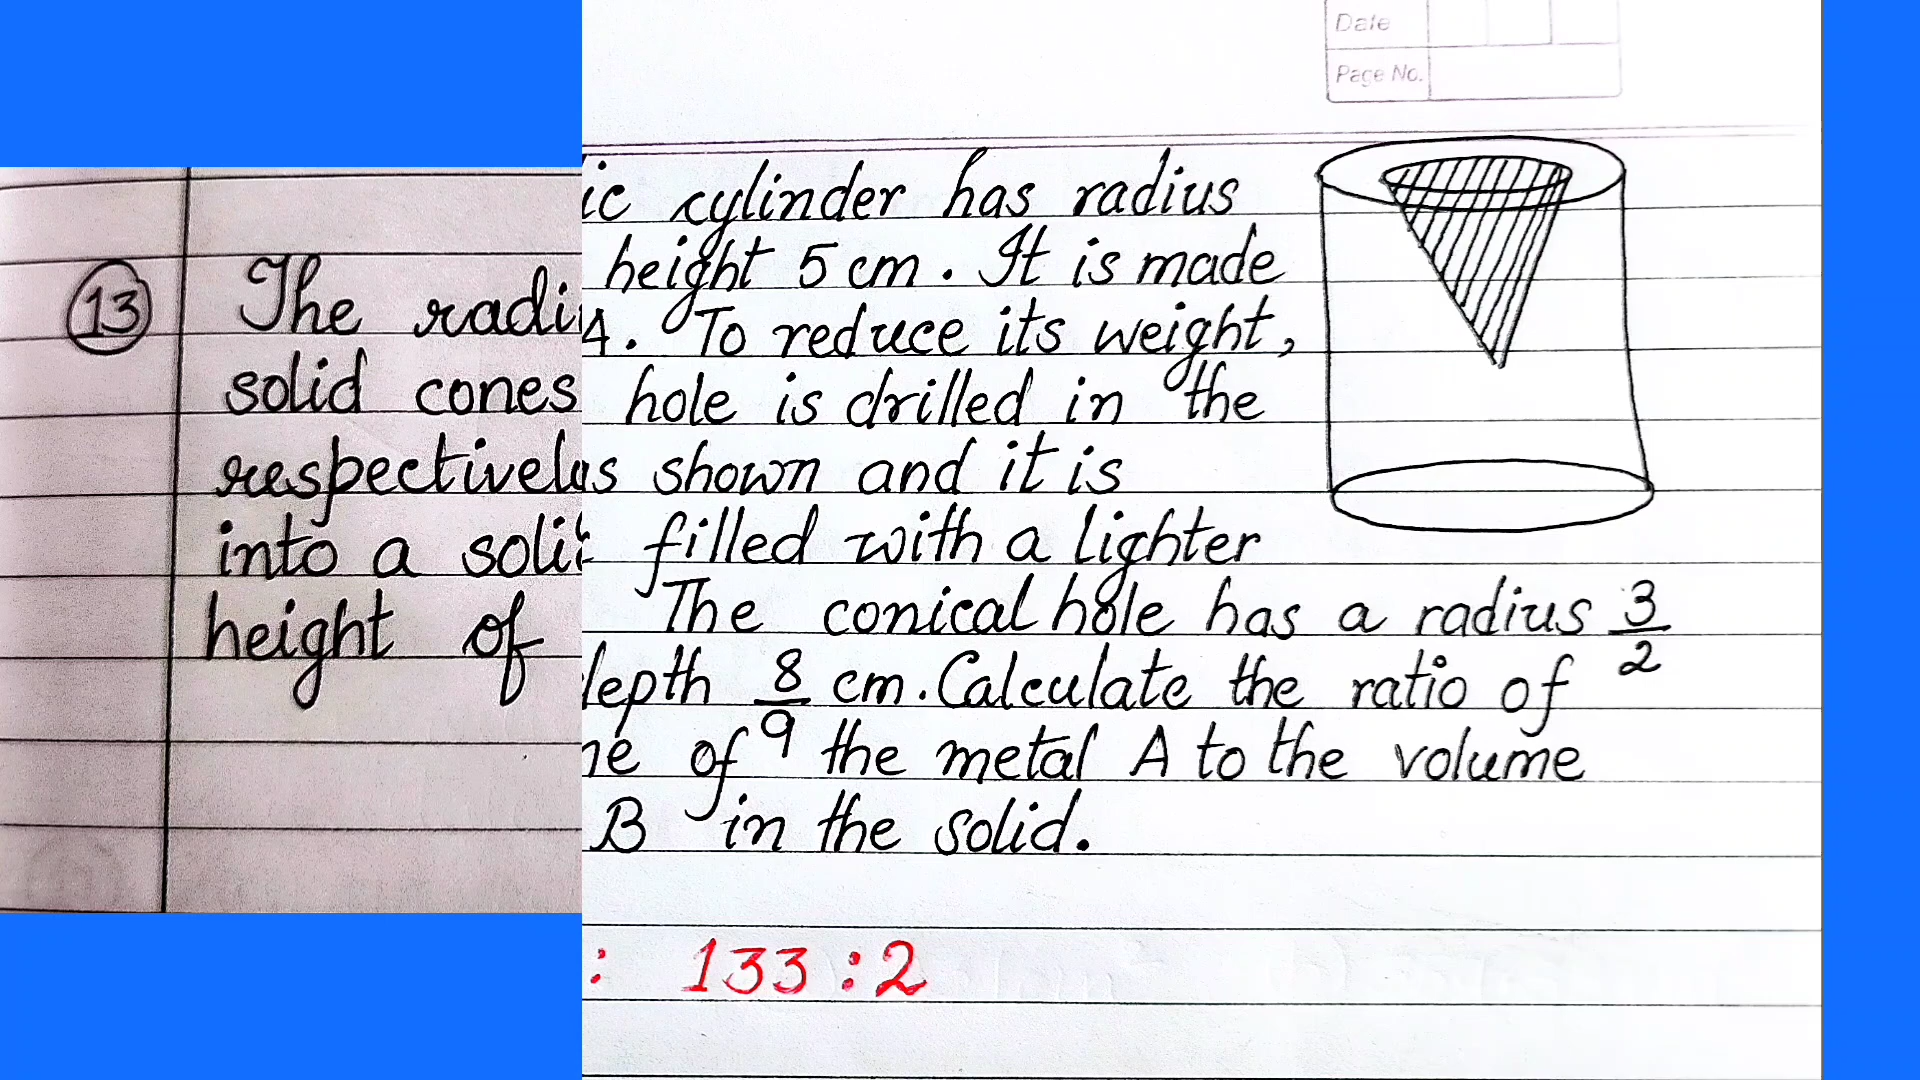 Date
Page No.
13 The radi
solid cones
respectivel
into a soli
height of
ic cylinder has radius
height 5 cm. It is made
A. To reduce its weight,
hole is drilled in the
as shown and it is
filled with a lighter
The conical hole has a radius 3/2
depth 8/9 cm. Calculate the ratio of
of the metal A to the volume
B in the solid.
: 133:2